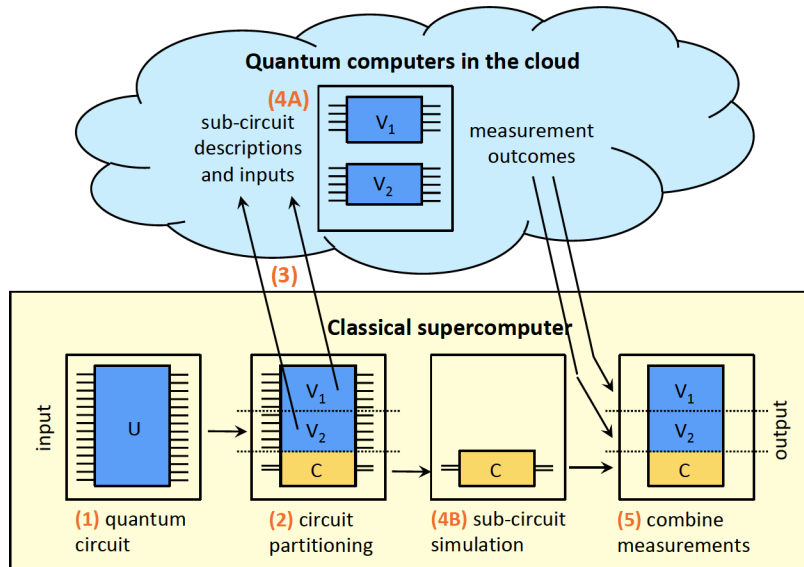 Quantum computers in the cloud
(4A)
sub-circuit
descriptions
and inputs
V1
V2
measurement
outcomes
(3)
Classical supercomputer
input
U
V1
V2
C
C
V1
V2
C
output
(1) quantum
circuit
(2) circuit
partitioning
(4B) sub-circuit
simulation
(5) combine
measurements